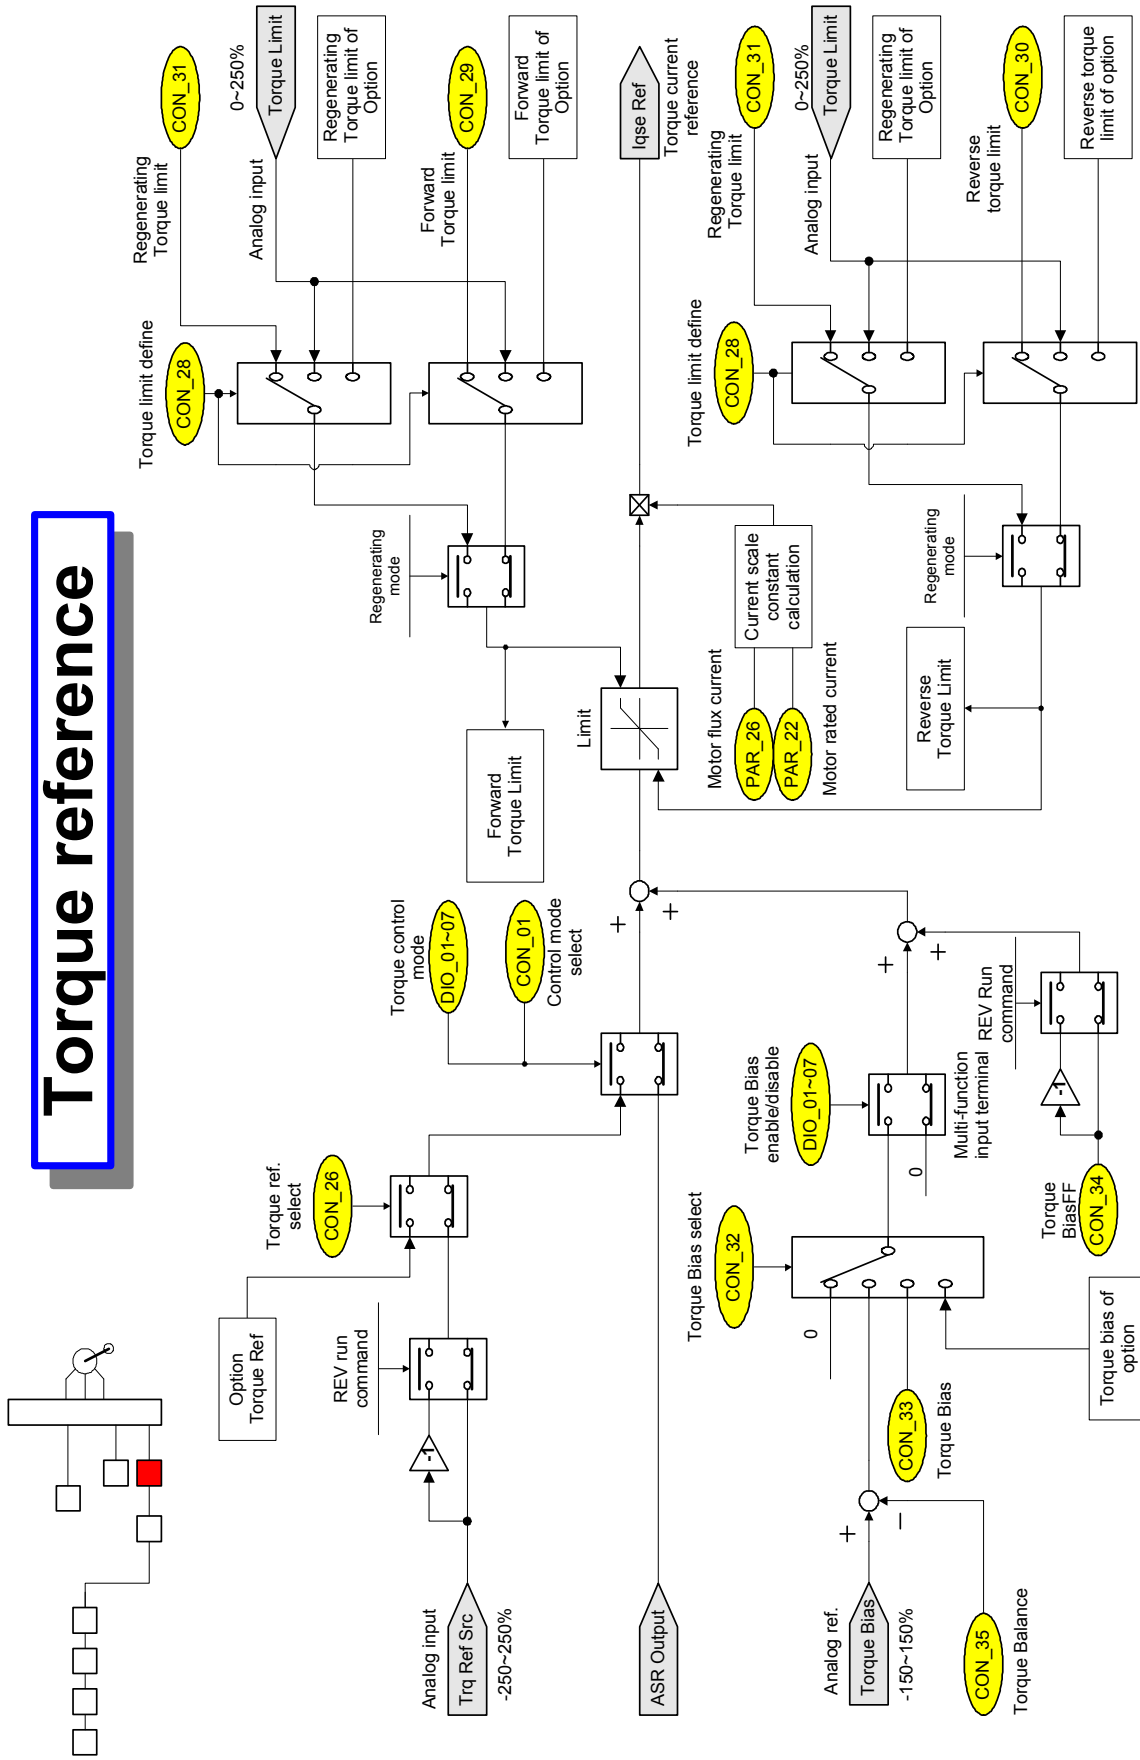 Torque reference
Option
Torque Ref
Torque ref.
select
CON_26
REV run
command
-1
Analog input
Trq Ref Src
-250~250%
Torque control
mode
DIO_01~07
CON_01
Control mode
select
Forward
Torque Limit
Regenerating
mode
Torque limit define
CON_28
Regenerating
Torque limit
CON_31
0~250%
Torque Limit
Analog input
Regenerating
Torque limit of
Option
Forward
Torque limit
CON_29
Forward
Torque limit of
Option
ASR Output
+
+
Limit
Iqse Ref
Torque current
reference
Motor flux current
PAR_26
PAR_22
Motor rated current
Current scale
constant
calculation
Analog ref.
Torque Bias
-150~150%
+
−
CON_35
Torque Balance
Torque Bias select
CON_32
0
CON_33
Torque Bias
Torque bias of
option
Torque Bias
enable/disable
DIO_01~07
0
Multi-function
input terminal
+
+
Torque
BiasFF
CON_34
-1
REV Run
command
Reverse
Torque Limit
Regenerating
mode
Torque limit define
CON_28
Regenerating
Torque limit
CON_31
0~250%
Torque Limit
Analog input
Regenerating
Torque limit of
Option
Reverse
torque limit
CON_30
Reverse torque
limit of option